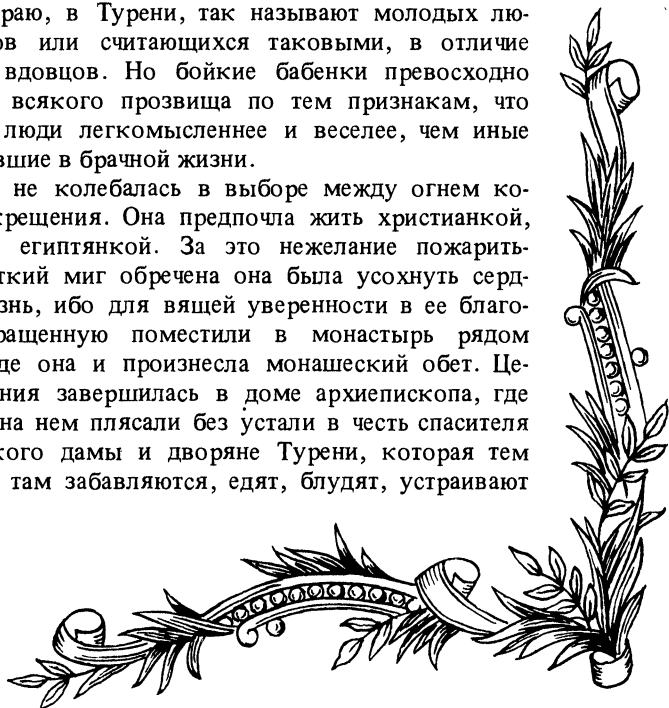 раю, в Турени, так называют молодых лю-
ов или считающихся таковыми, в отличие
вдовцов. Но бойкие бабенки превосходно
всякого прозвища по тем признакам, что
люди легкомысленнее и веселее, чем иные
вшие в брачной жизни.
не колебалась в выборе между огнем ко-
крещения. Она предпочла жить христианкой,
египтянкой. За это нежелание пожарить-
ткий миг обречена она была усохнуть серд-
знь, ибо для вящей уверенности в ее благо-
ращенную поместили в монастырь рядом
де она и произнесла монашеский обет. Це-
ния завершилась в доме архиепископа, где
на нем плясали без устали в честь спасителя
кого дамы и дворяне Турени, которая тем
там забавляются, едят, блудят, устраивают